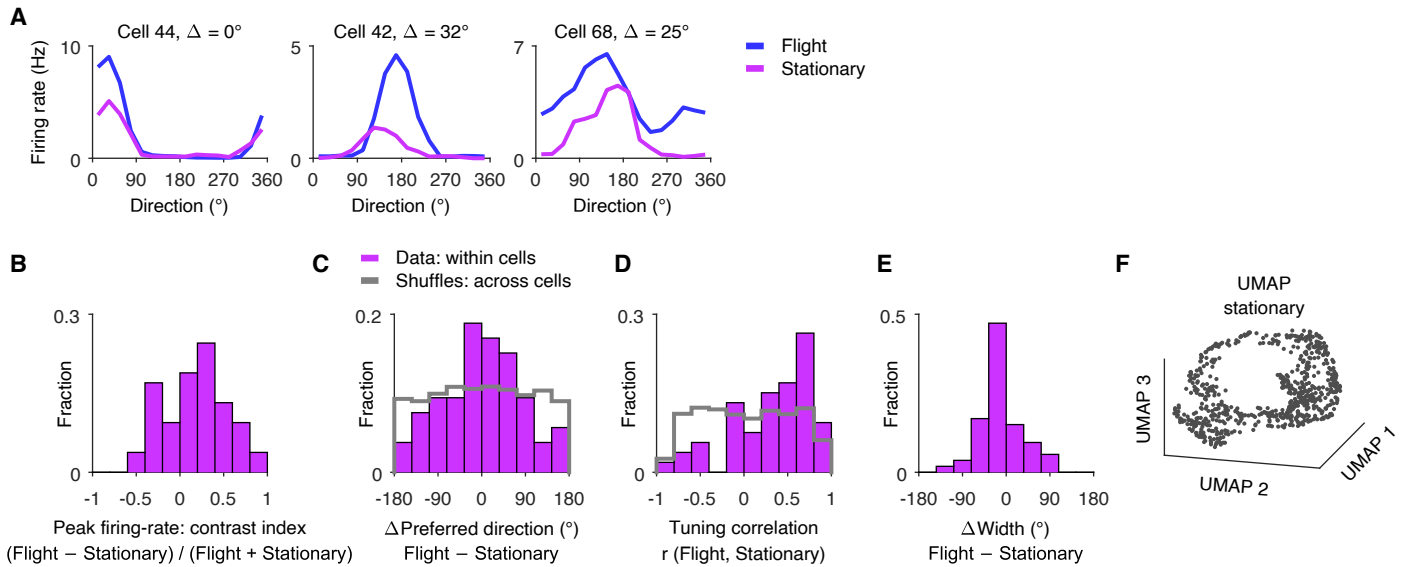 A
Cell 44, Δ = 0°
Cell 42, Δ = 32°
Cell 68, Δ = 25°
Flight
Stationary
Firing rate (Hz)
10
0
0 90 180 270 360
Direction (°)
5
0
0 90 180 270 360
Direction (°)
7
0
0 90 180 270 360
Direction (°)
B
0.3
0
Fraction
-1 -0.5 0 0.5 1
Peak firing-rate: contrast index
(Flight − Stationary) / (Flight + Stationary)
C
Data: within cells
Shuffles: across cells
0.2
0
Fraction
-180 -90 0 90 180
ΔPreferred direction (°)
Flight − Stationary
D
0.3
0
Fraction
-1 -0.5 0 0.5 1
Tuning correlation
r (Flight, Stationary)
E
0.5
0
Fraction
-180 -90 0 90 180
ΔWidth (°)
Flight − Stationary
F
UMAP
stationary
UMAP 3
UMAP 2
UMAP 1